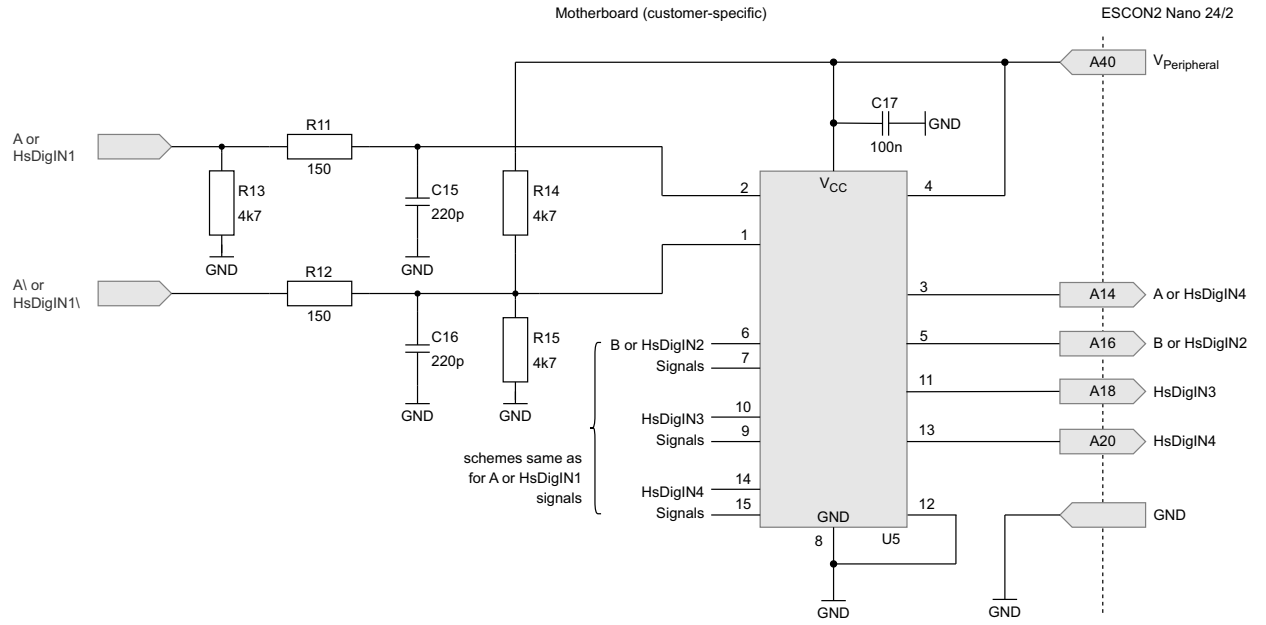 Motherboard (customer-specific)
ESCON2 Nano 24/2
A40
VPeripheral
C17
GND
100n
A or
HsDigIN1
R11
150
R13
4k7
GND
C15
220p
GND
R14
4k7
VCC
2
4
1
A\ or
HsDigIN1\
R12
150
C16
220p
GND
R15
4k7
GND
3
A14
A or HsDigIN4
B or HsDigIN2
Signals
6
7
5
A16
B or HsDigIN2
11
A18
HsDigIN3
HsDigIN3
Signals
10
9
13
A20
HsDigIN4
schemes same as
for A or HsDigIN1
signals
HsDigIN4
Signals
14
15
GND
8
U5
12
GND
GND
GND